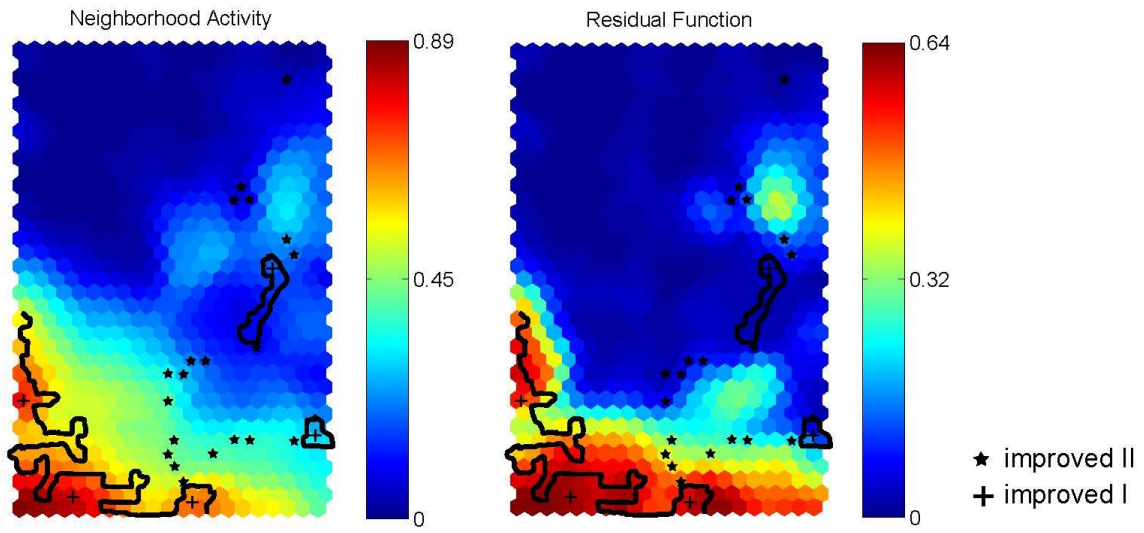 Neighborhood Activity
Residual Function
0.89
0.64
0.45
0.32
0
0
★ improved II
+ improved I